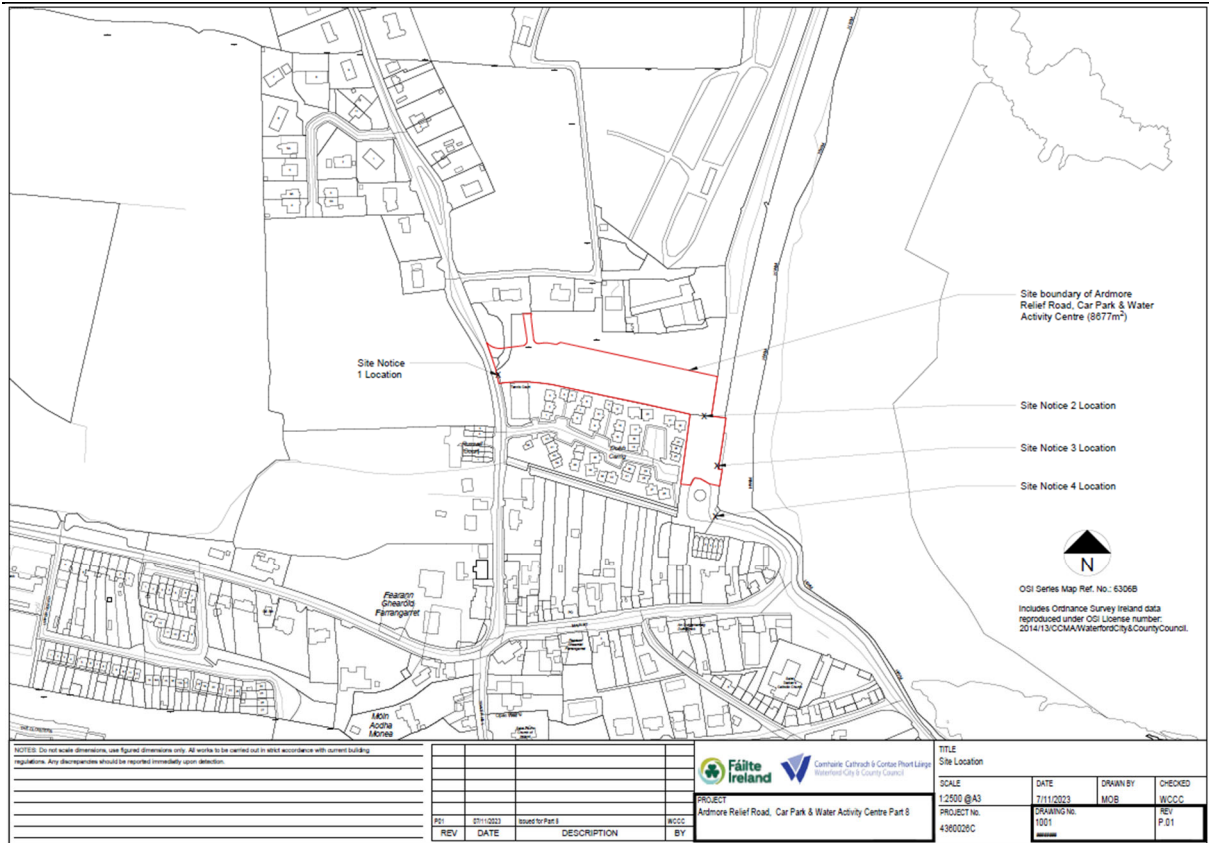 Site boundary of Ardmore
Relief Road, Car Park & Water
Activity Centre (8677m²)
Site Notice
1 Location
Tennis Court
Site Notice 2 Location
Site Notice 3 Location
Site Notice 4 Location
Duan
Carrig
Court
N
OSI Series Map Ref. No.: 6306B
Includes Ordnance Survey Ireland data
reproduced under OSI License number:
2014/13/CCMA/WaterfordCity&CountyCouncil.
Fearann
Ghearóid
Farrangarret
Móin
Aodha
Monea
NOTES: Do not scale dimensions, use figured dimensions only. All works to be carried out in strict accordance with current building
regulations. Any discrepancies should be reported immediately upon detection.
P01 07/11/2023 Issued for Part 8 WCCC
REV DATE DESCRIPTION BY
Fáilte
Ireland
Comhairle Cathrach & Contae Phort Láirge
Waterford City & County Council
PROJECT
Ardmore Relief Road, Car Park & Water Activity Centre Part 8
TITLE
Site Location
SCALE DATE DRAWN BY CHECKED
1:2500 @A3 7/11/2023 MOB WCCC
PROJECT No. DRAWING No. REV
4360026C 1001 P.01